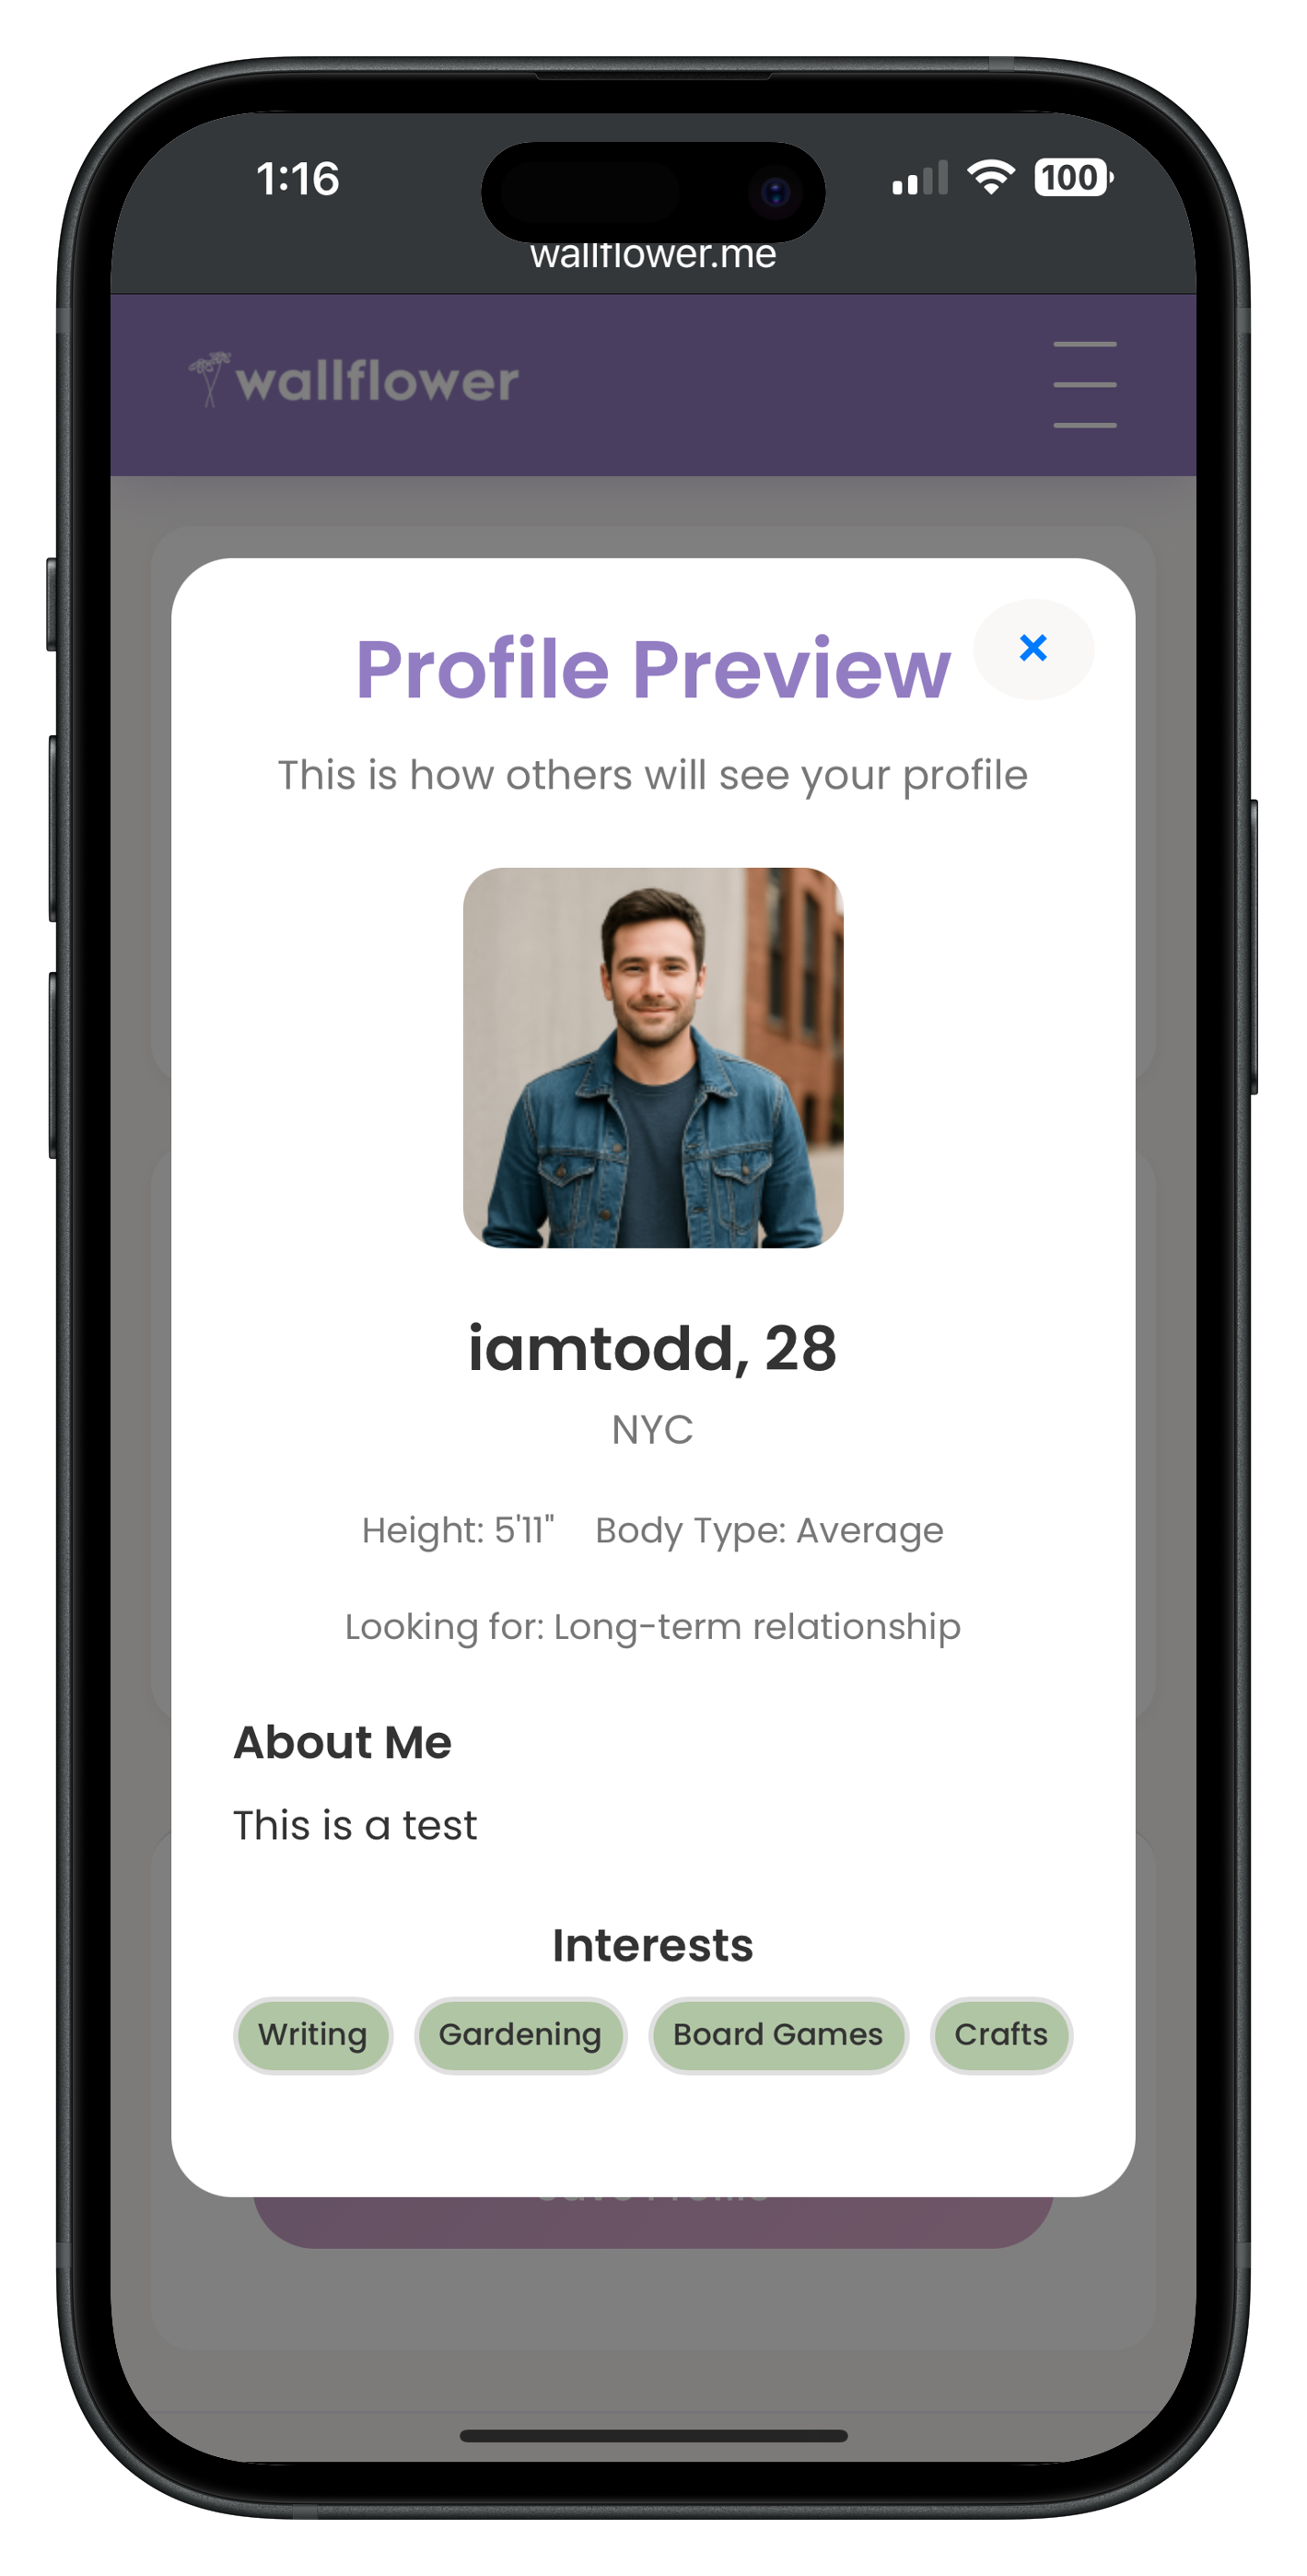 1:16
100
wallflower.me
wallflower
Profile Preview
×
This is how others will see your profile
iamtodd, 28
NYC
Height: 5'11" Body Type: Average
Looking for: Long-term relationship
About Me
This is a test
Interests
Writing Gardening Board Games Crafts